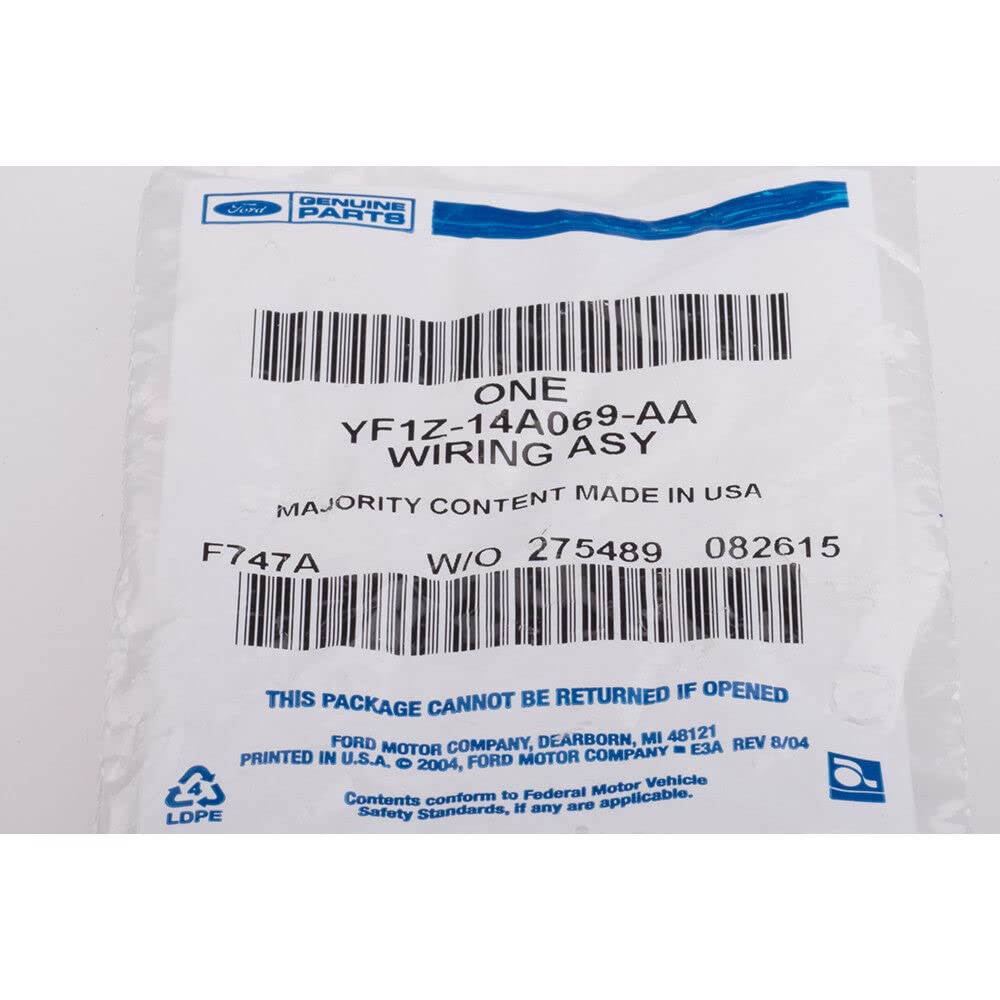 Ford GENUINE PARTS
ONE
YF1Z-14A069-AA
WIRING ASY
MAJORITY CONTENT MADE IN USA
F747A W/O 275489 082615
THIS PACKAGE CANNOT BE RETURNED IF OPENED
FORD MOTOR COMPANY, DEARBORN, MI 48121
PRINTED IN U.S.A. © 2004, FORD MOTOR COMPANY - E3A REV 8/04
Contents conform to Federal Motor Vehicle
Safety Standards, if any are applicable.
4
LDPE